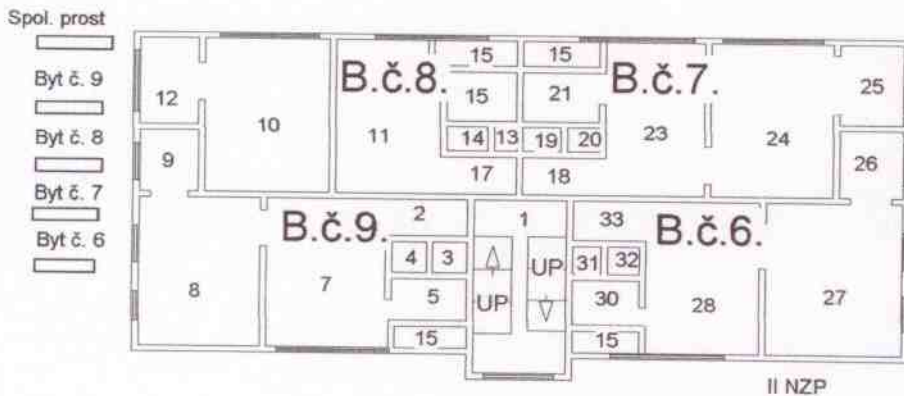 Spol. prost
Byt č. 9
Byt č. 8
Byt č. 7
Byt č. 6
15 15
B.č.8. B.č.7.
12 10 11 15 21 23 24 25
14 13 19 20
9 17 18 26
2 1 33
B.č.9. B.č.6.
4 3 UP 31 32
8 7 5 UP 30 28 27
15 15
II NZP